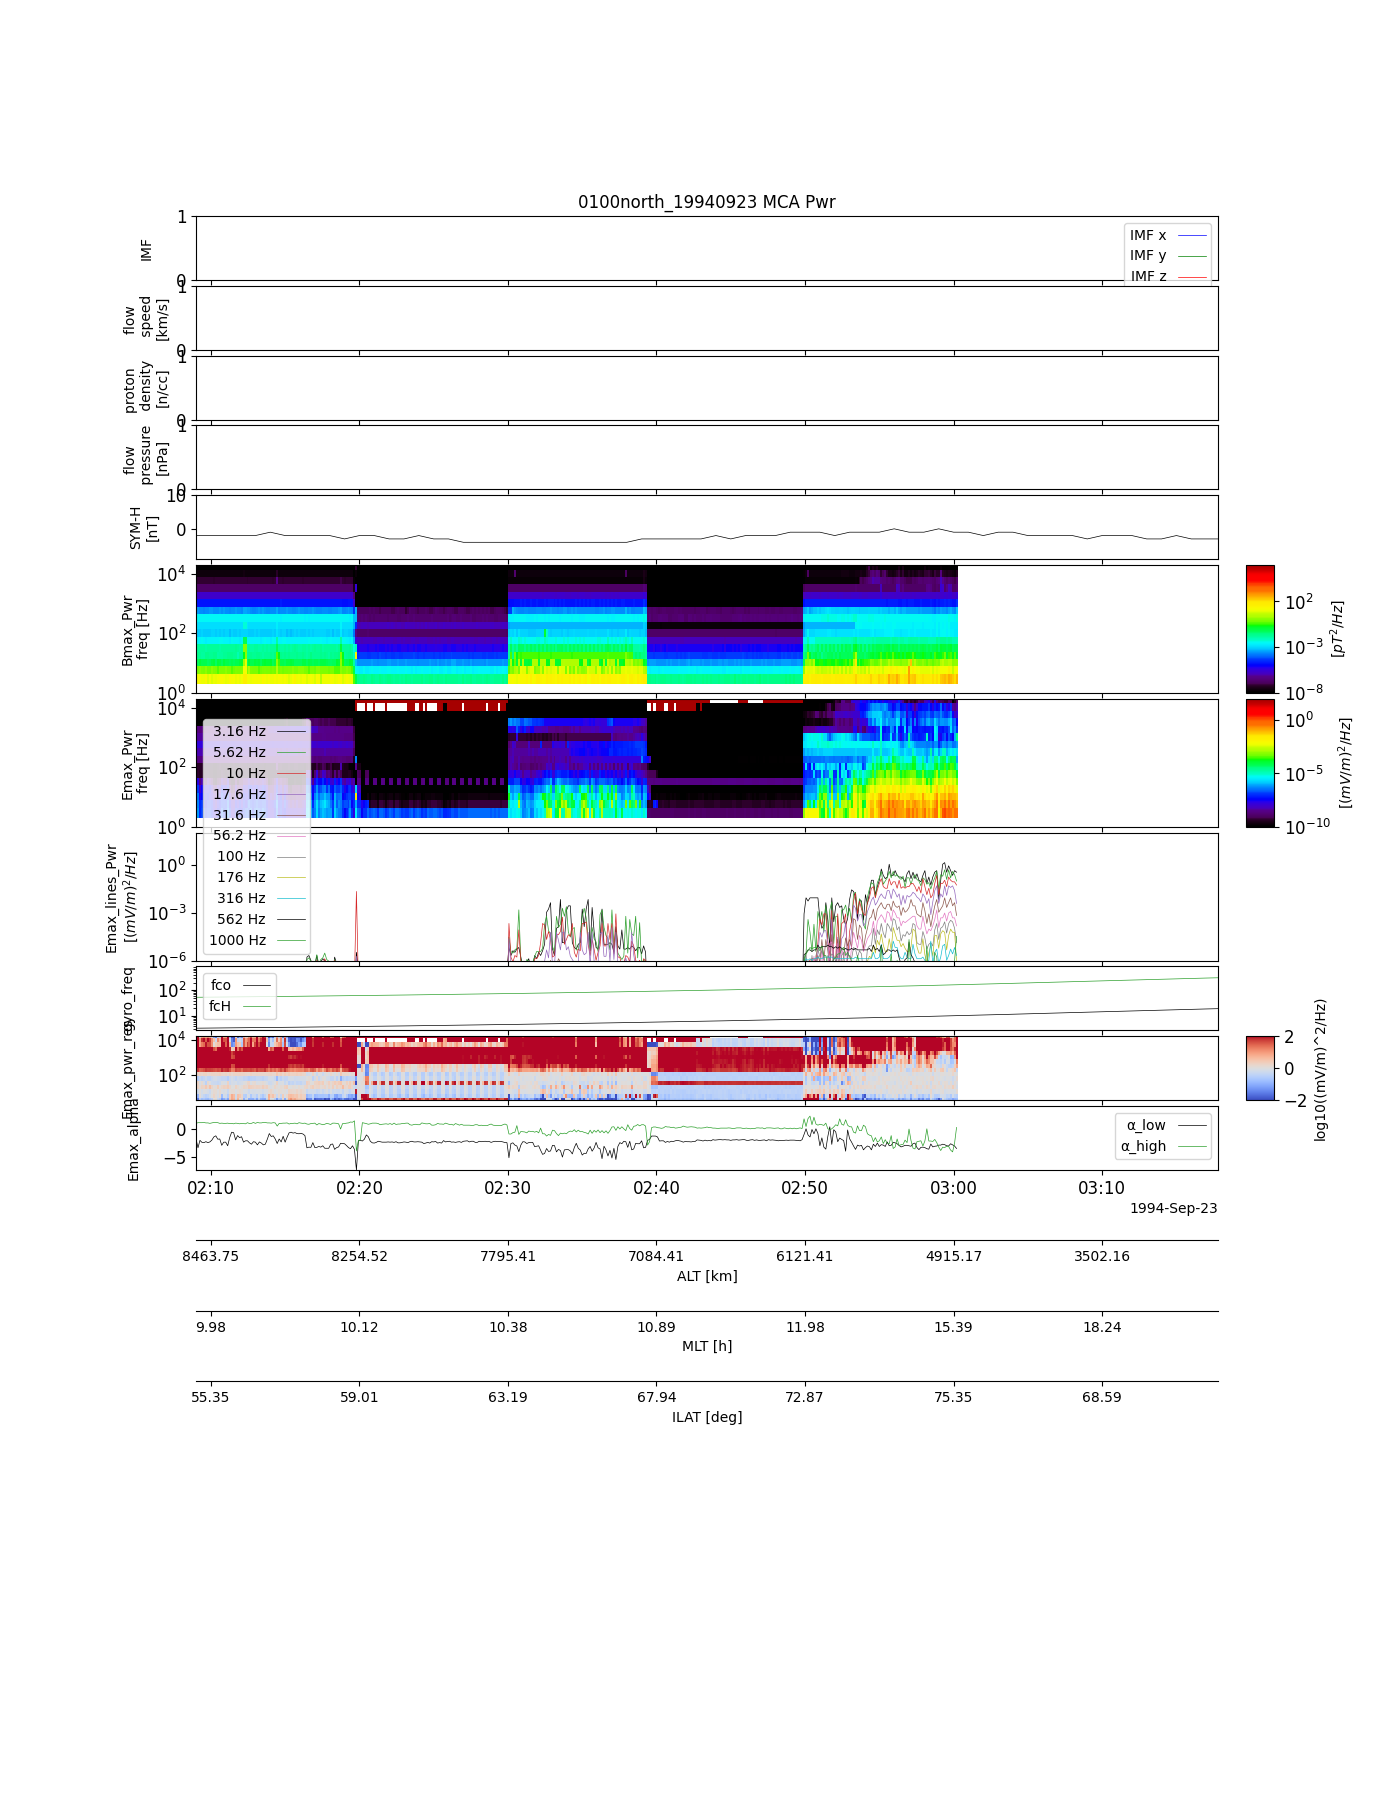 0100north_19940923 MCA Pwr
1
0
IMF
IMF x
IMF y
IMF z
1
0
flow
speed
[km/s]
1
0
proton
density
[n/cc]
1
0
flow
pressure
[nPa]
10
0
SYM-H
[nT]
10^4
10^2
10^0
Bmax_Pwr
freq [Hz]
10^2
10^-3
10^-8
[pT^2/Hz]
10^4
10^2
10^0
Emax_Pwr
freq [Hz]
10^0
10^-5
10^-10
[(mV/m)^2/Hz]
3.16 Hz
5.62 Hz
10 Hz
17.6 Hz
31.6 Hz
56.2 Hz
100 Hz
176 Hz
316 Hz
562 Hz
1000 Hz
10^0
10^-3
10^-6
Emax_lines_Pwr
[(mV/m)^2/Hz]
10^2
10^1
gyro_freq
fco
fcH
10^4
10^2
Emax_pwr_res
2
0
−2
log10((mV/m)^2/Hz)
0
−5
Emax_alpha
α_low
α_high
02:10 02:20 02:30 02:40 02:50 03:00 03:10
1994-Sep-23
8463.75 8254.52 7795.41 7084.41 6121.41 4915.17 3502.16
ALT [km]
9.98 10.12 10.38 10.89 11.98 15.39 18.24
MLT [h]
55.35 59.01 63.19 67.94 72.87 75.35 68.59
ILAT [deg]